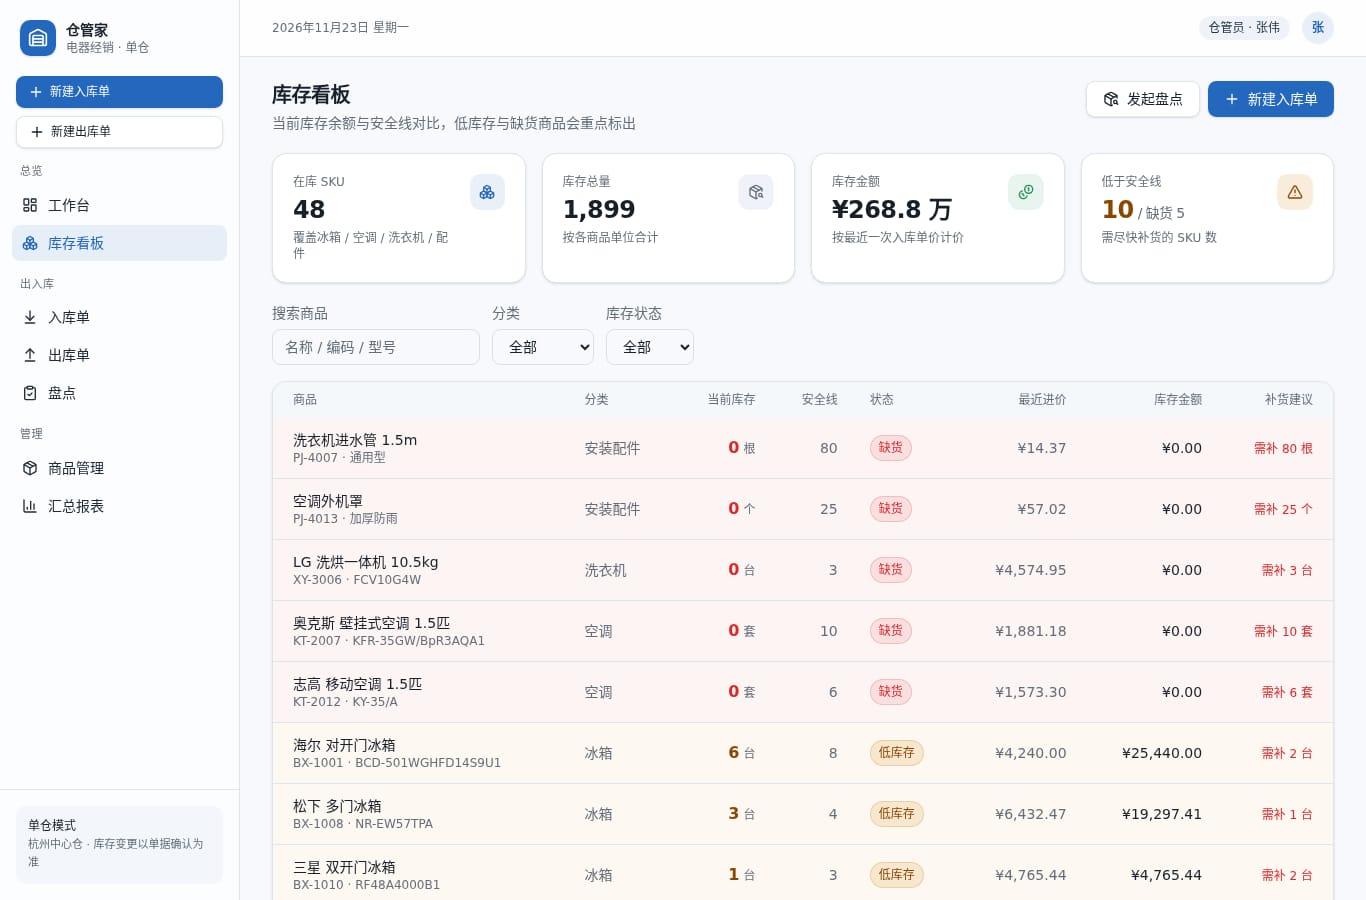 仓管家
电器经销 · 单仓
新建入库单
新建出库单
总览
工作台
库存看板
出入库
入库单
出库单
盘点
管理
商品管理
汇总报表
单仓模式
杭州中心仓 · 库存变更以单据确认为
准
2026年11月23日 星期一
仓管员 · 张伟
张
库存看板
当前库存余额与安全线对比，低库存与缺货商品会重点标出
发起盘点
新建入库单
在库 SKU
48
覆盖冰箱 / 空调 / 洗衣机 / 配
件
库存总量
1,899
按各商品单位合计
库存金额
¥268.8 万
按最近一次入库单价计价
低于安全线
10 / 缺货 5
需尽快补货的 SKU 数
搜索商品
分类
库存状态
名称 / 编码 / 型号
全部
全部
商品 分类 当前库存 安全线 状态 最近进价 库存金额 补货建议
洗衣机进水管 1.5m
PJ-4007 · 通用型
安装配件 0 根 80 缺货 ¥14.37 ¥0.00 需补 80 根
空调外机罩
PJ-4013 · 加厚防雨
安装配件 0 个 25 缺货 ¥57.02 ¥0.00 需补 25 个
LG 洗烘一体机 10.5kg
XY-3006 · FCV10G4W
洗衣机 0 台 3 缺货 ¥4,574.95 ¥0.00 需补 3 台
奥克斯 壁挂式空调 1.5匹
KT-2007 · KFR-35GW/BpR3AQA1
空调 0 套 10 缺货 ¥1,881.18 ¥0.00 需补 10 套
志高 移动空调 1.5匹
KT-2012 · KY-35/A
空调 0 套 6 缺货 ¥1,573.30 ¥0.00 需补 6 套
海尔 对开门冰箱
BX-1001 · BCD-501WGHFD14S9U1
冰箱 6 台 8 低库存 ¥4,240.00 ¥25,440.00 需补 2 台
松下 多门冰箱
BX-1008 · NR-EW57TPA
冰箱 3 台 4 低库存 ¥6,432.47 ¥19,297.41 需补 1 台
三星 双开门冰箱
BX-1010 · RF48A4000B1
冰箱 1 台 3 低库存 ¥4,765.44 ¥4,765.44 需补 2 台